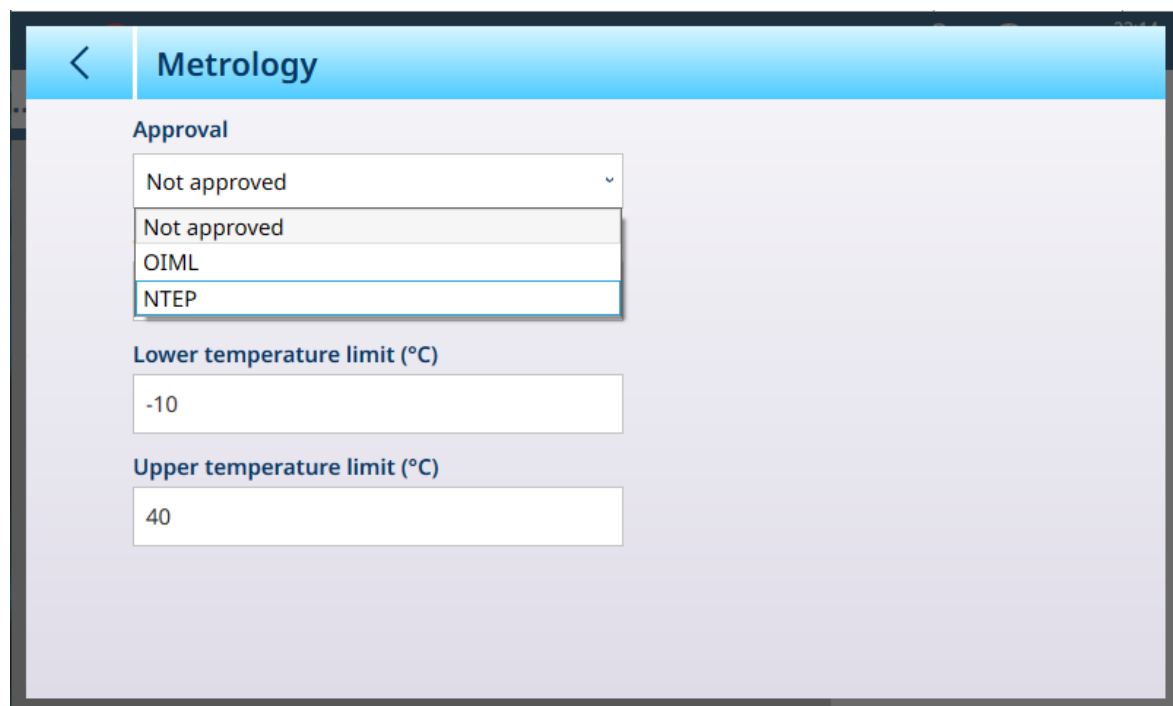 Metrology
Approval
Not approved
Not approved
OIML
NTEP
Lower temperature limit (°C)
-10
Upper temperature limit (°C)
40